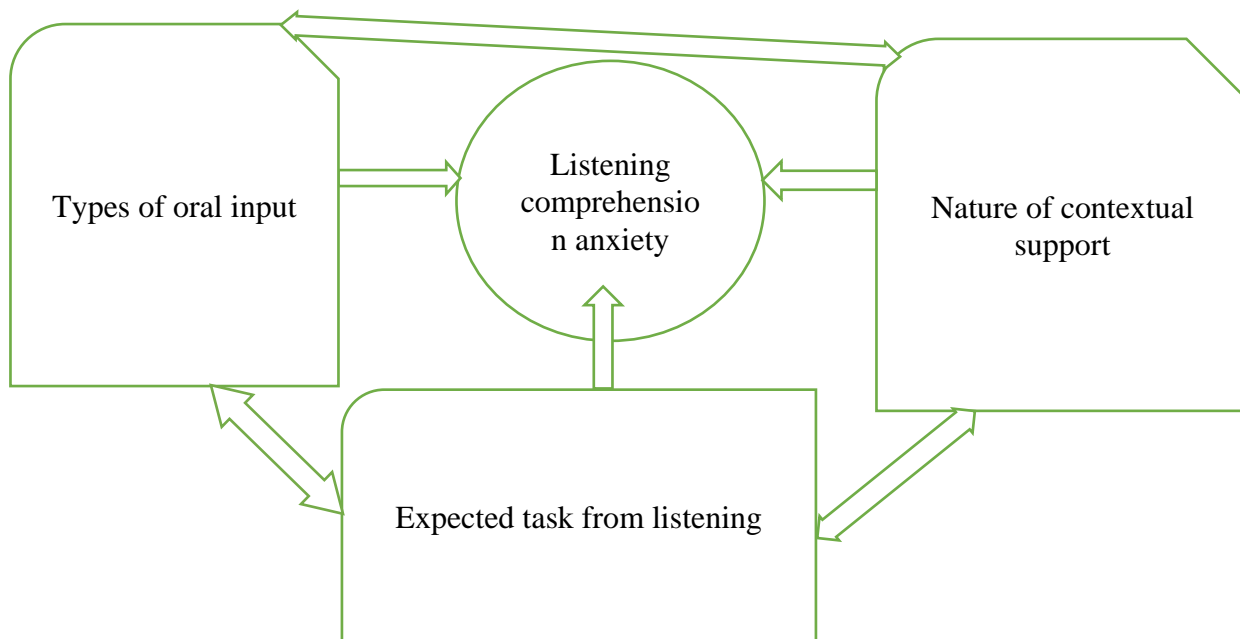 Types of oral input
Listening
comprehensio
n anxiety
Nature of contextual
support
Expected task from listening